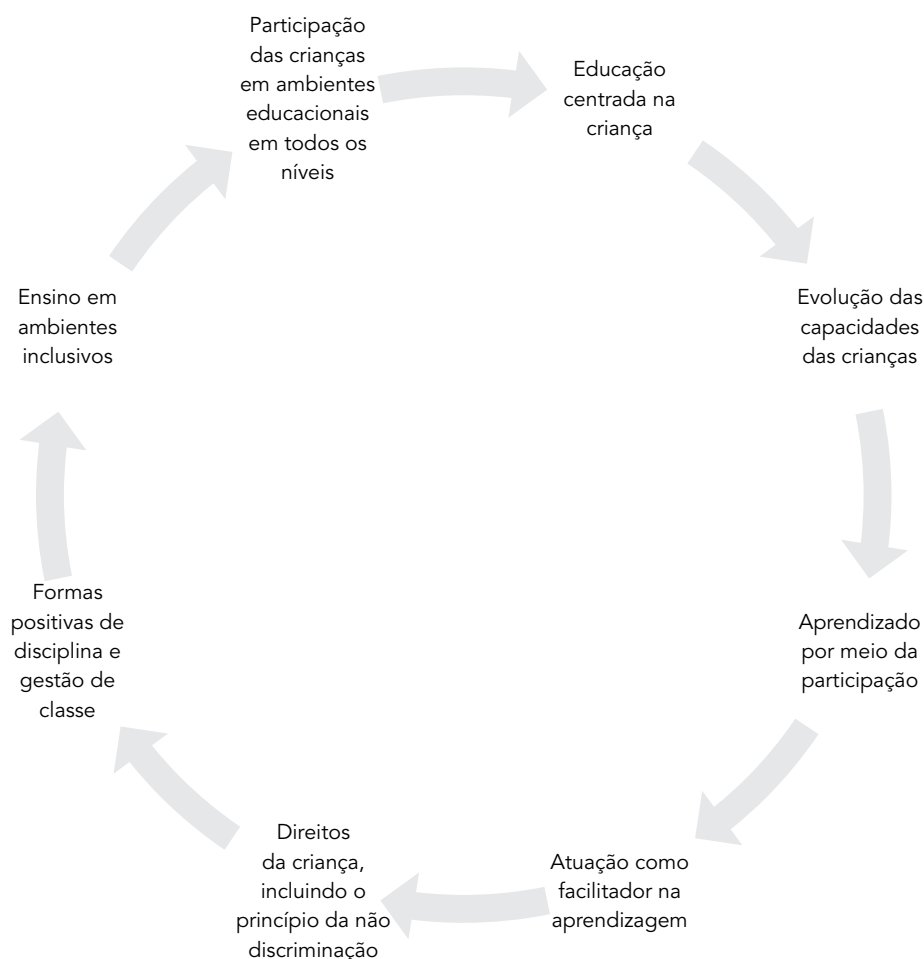 Participação
das crianças
em ambientes
educacionais
em todos os
níveis
Educação
centrada na
criança
Evolução das
capacidades
das crianças
Aprendizado
por meio da
participação
Atuação como
facilitador na
aprendizagem
Direitos
da criança,
incluindo o
princípio da não
discriminação
Formas
positivas de
disciplina e
gestão de
classe
Ensino em
ambientes
inclusivos